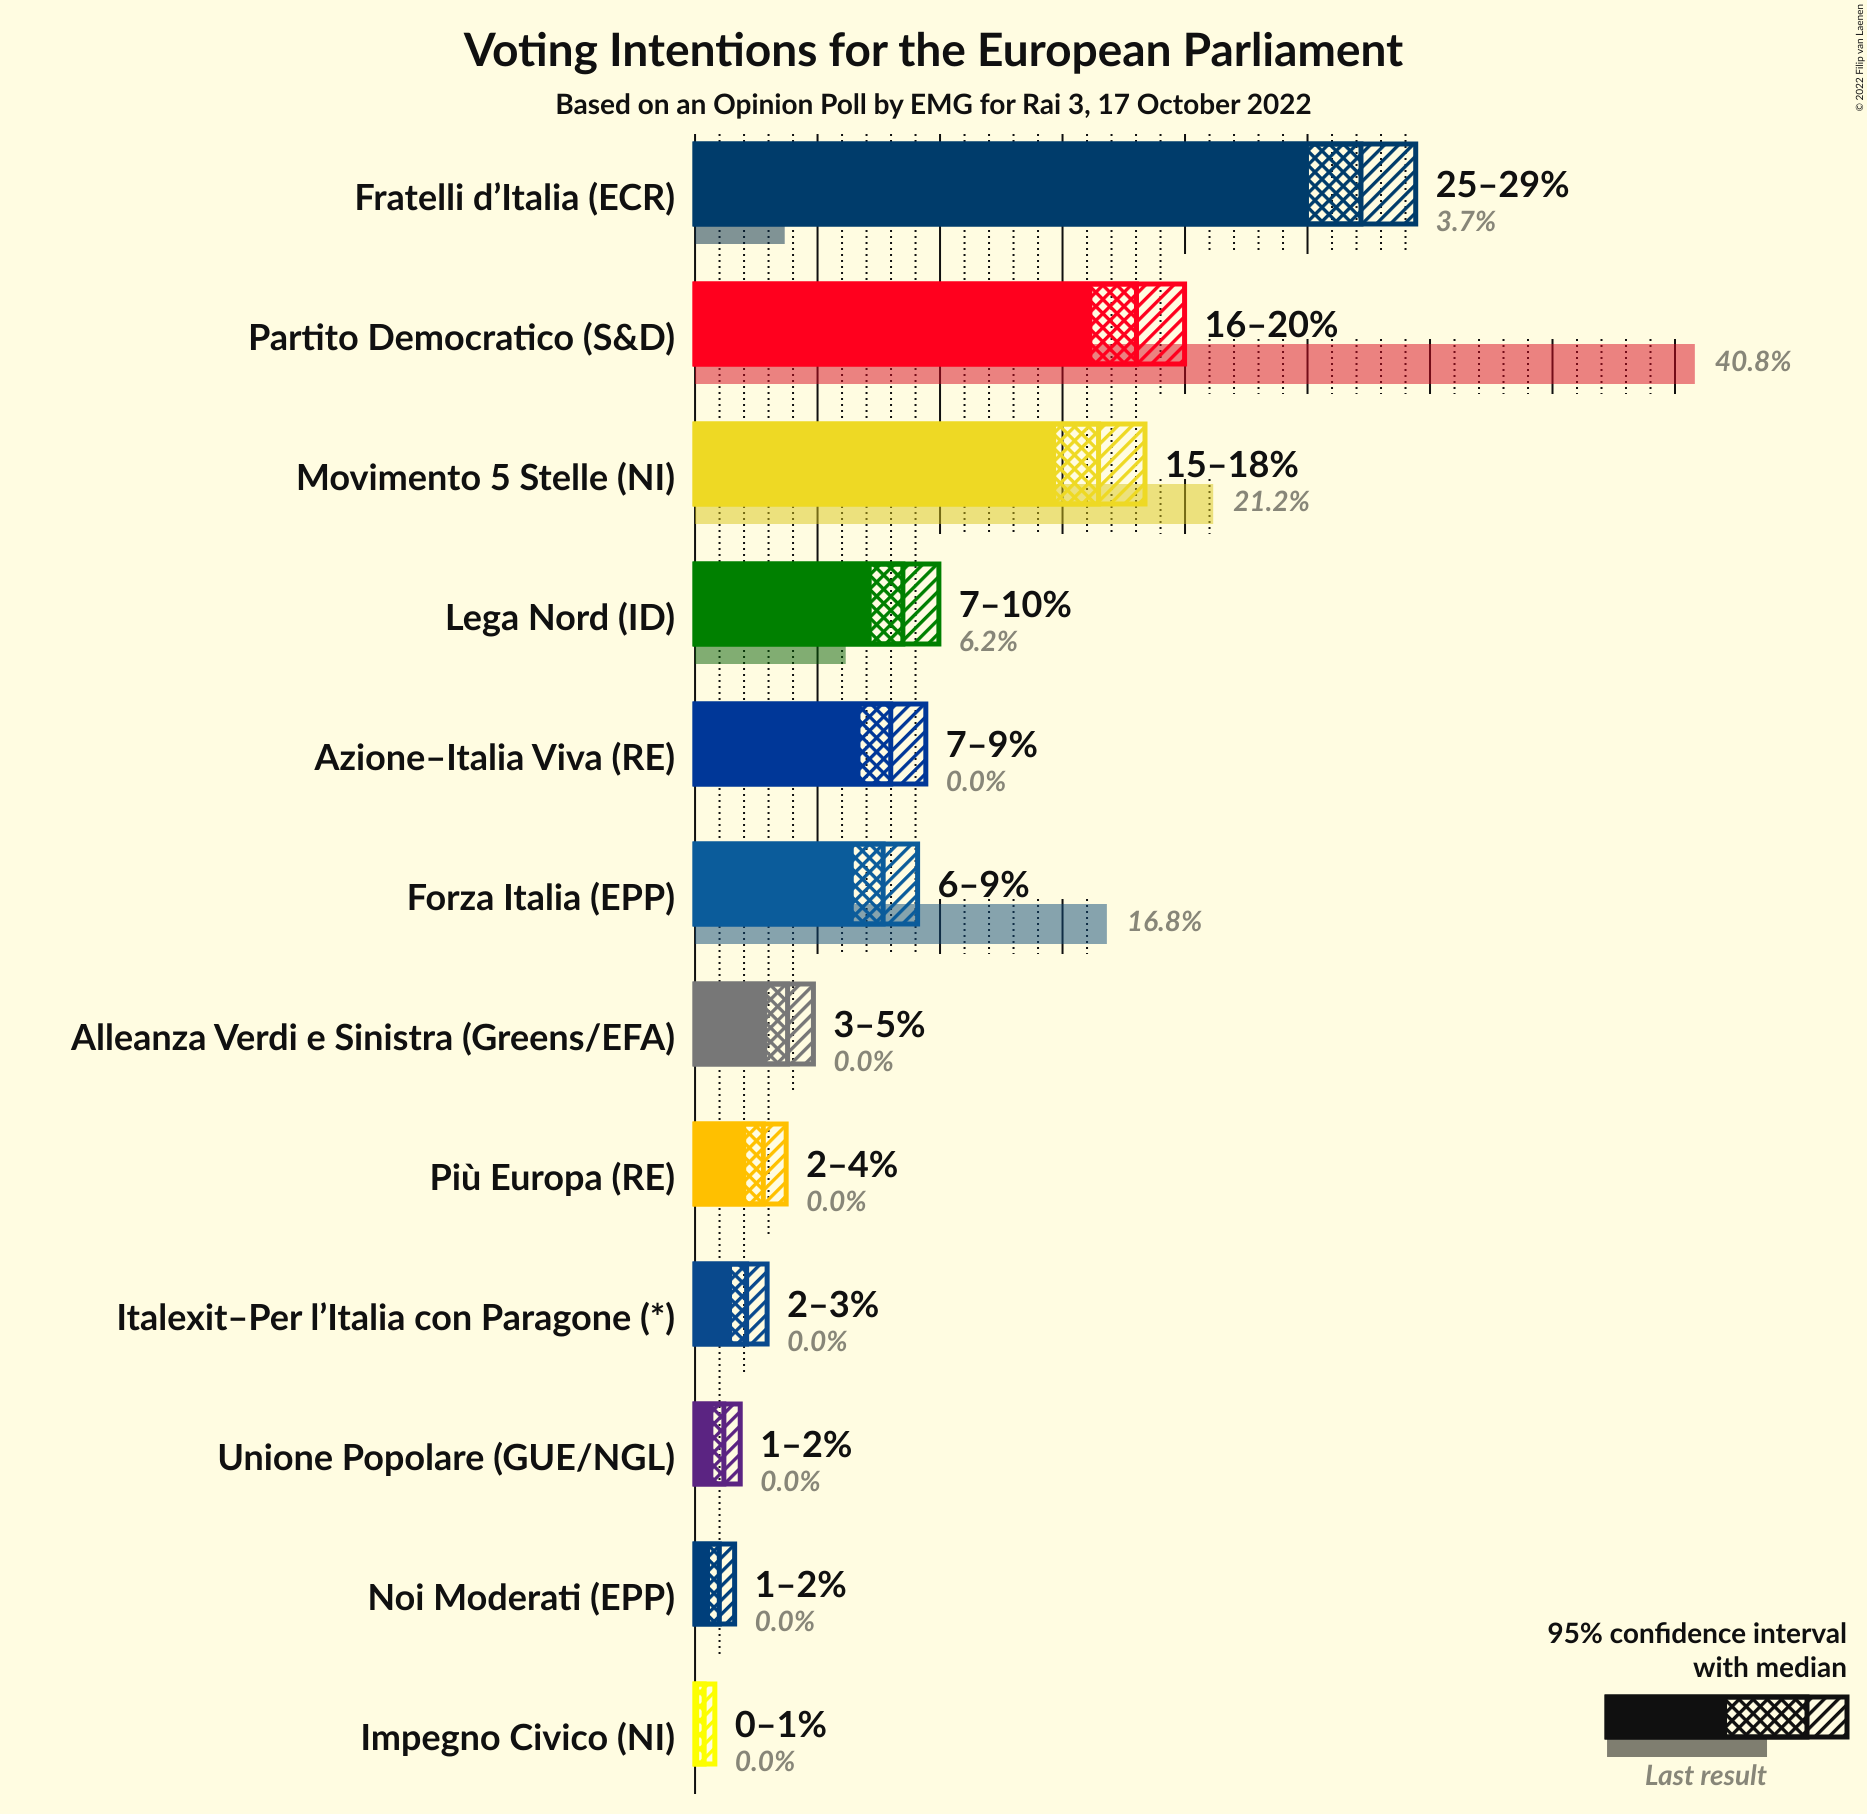 Voting Intentions for the European Parliament
Based on an Opinion Poll by EMG for Rai 3, 17 October 2022
© 2022 Filip van Laenen
Fratelli d’Italia (ECR)
25–29%
3.7%
Partito Democratico (S&D)
16–20%
40.8%
Movimento 5 Stelle (NI)
15–18%
21.2%
Lega Nord (ID)
7–10%
6.2%
Azione–Italia Viva (RE)
7–9%
0.0%
Forza Italia (EPP)
6–9%
16.8%
Alleanza Verdi e Sinistra (Greens/EFA)
3–5%
0.0%
Più Europa (RE)
2–4%
0.0%
Italexit–Per l’Italia con Paragone (*)
2–3%
0.0%
Unione Popolare (GUE/NGL)
1–2%
0.0%
Noi Moderati (EPP)
1–2%
0.0%
Impegno Civico (NI)
0–1%
0.0%
95% confidence interval
with median
Last result